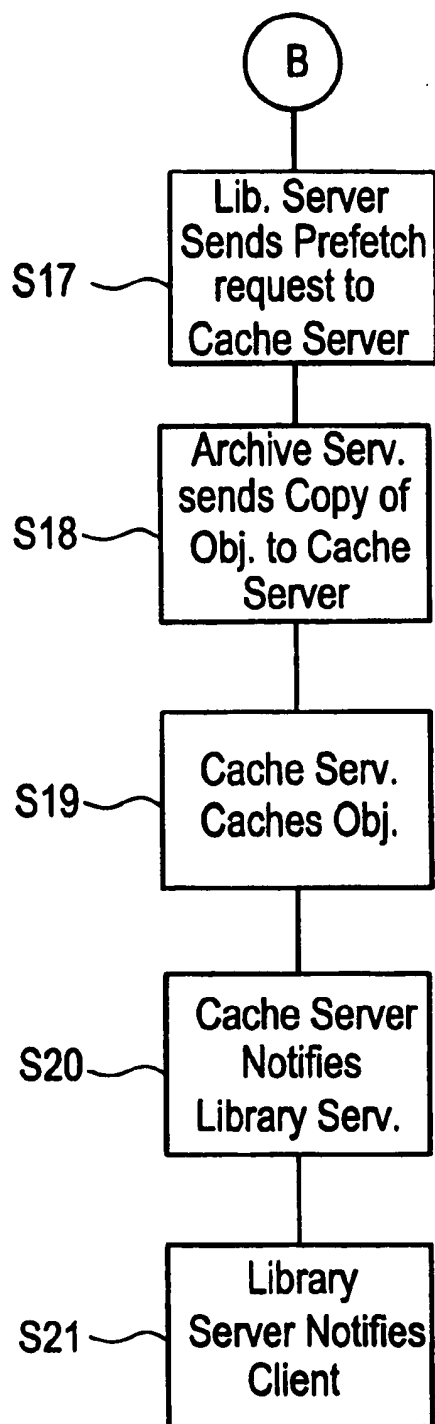 B
Lib. Server
Sends Prefetch
request to
Cache Server
S17
Archive Serv.
sends Copy of
Obj. to Cache
Server
S18
Cache Serv.
Caches Obj.
S19
Cache Server
Notifies
Library Serv.
S20
Library
Server Notifies
Client
S21